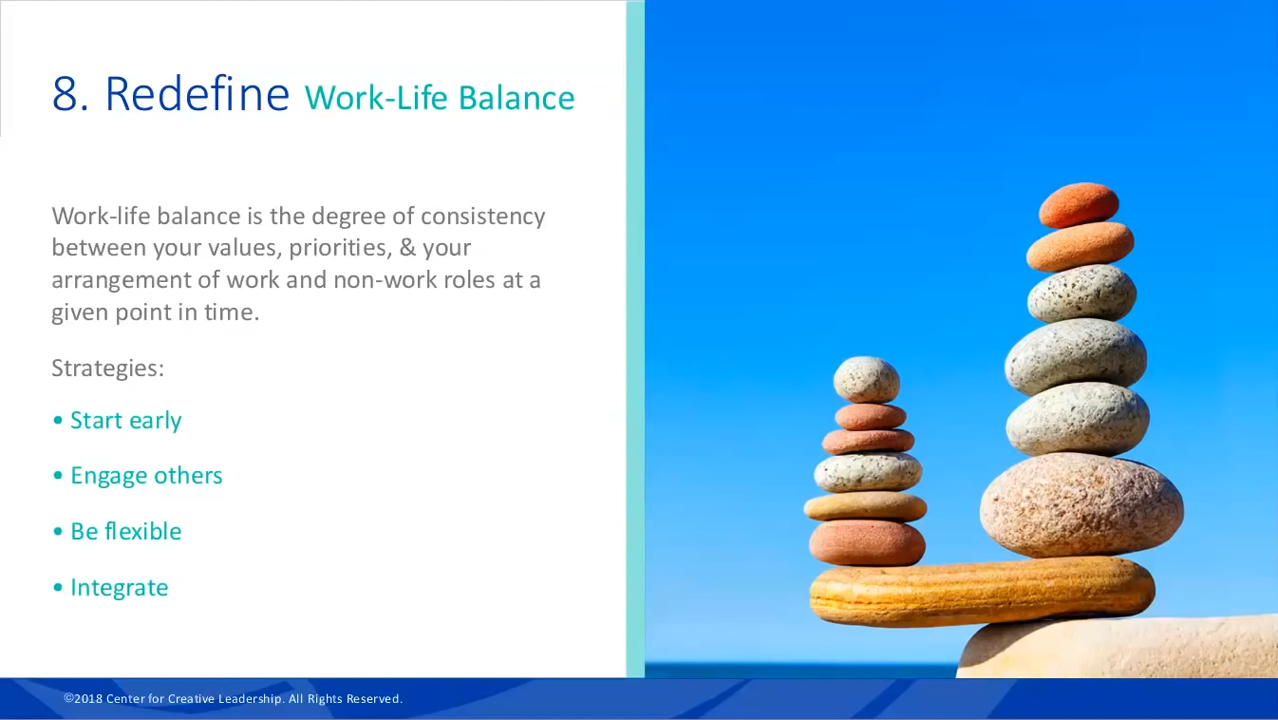 8. Redefine Work-Life Balance
Work-life balance is the degree of consistency
between your values, priorities, & your
arrangement of work and non-work roles at a
given point in time.
Strategies:
• Start early
• Engage others
• Be flexible
• Integrate
©2018 Center for Creative Leadership. All Rights Reserved.